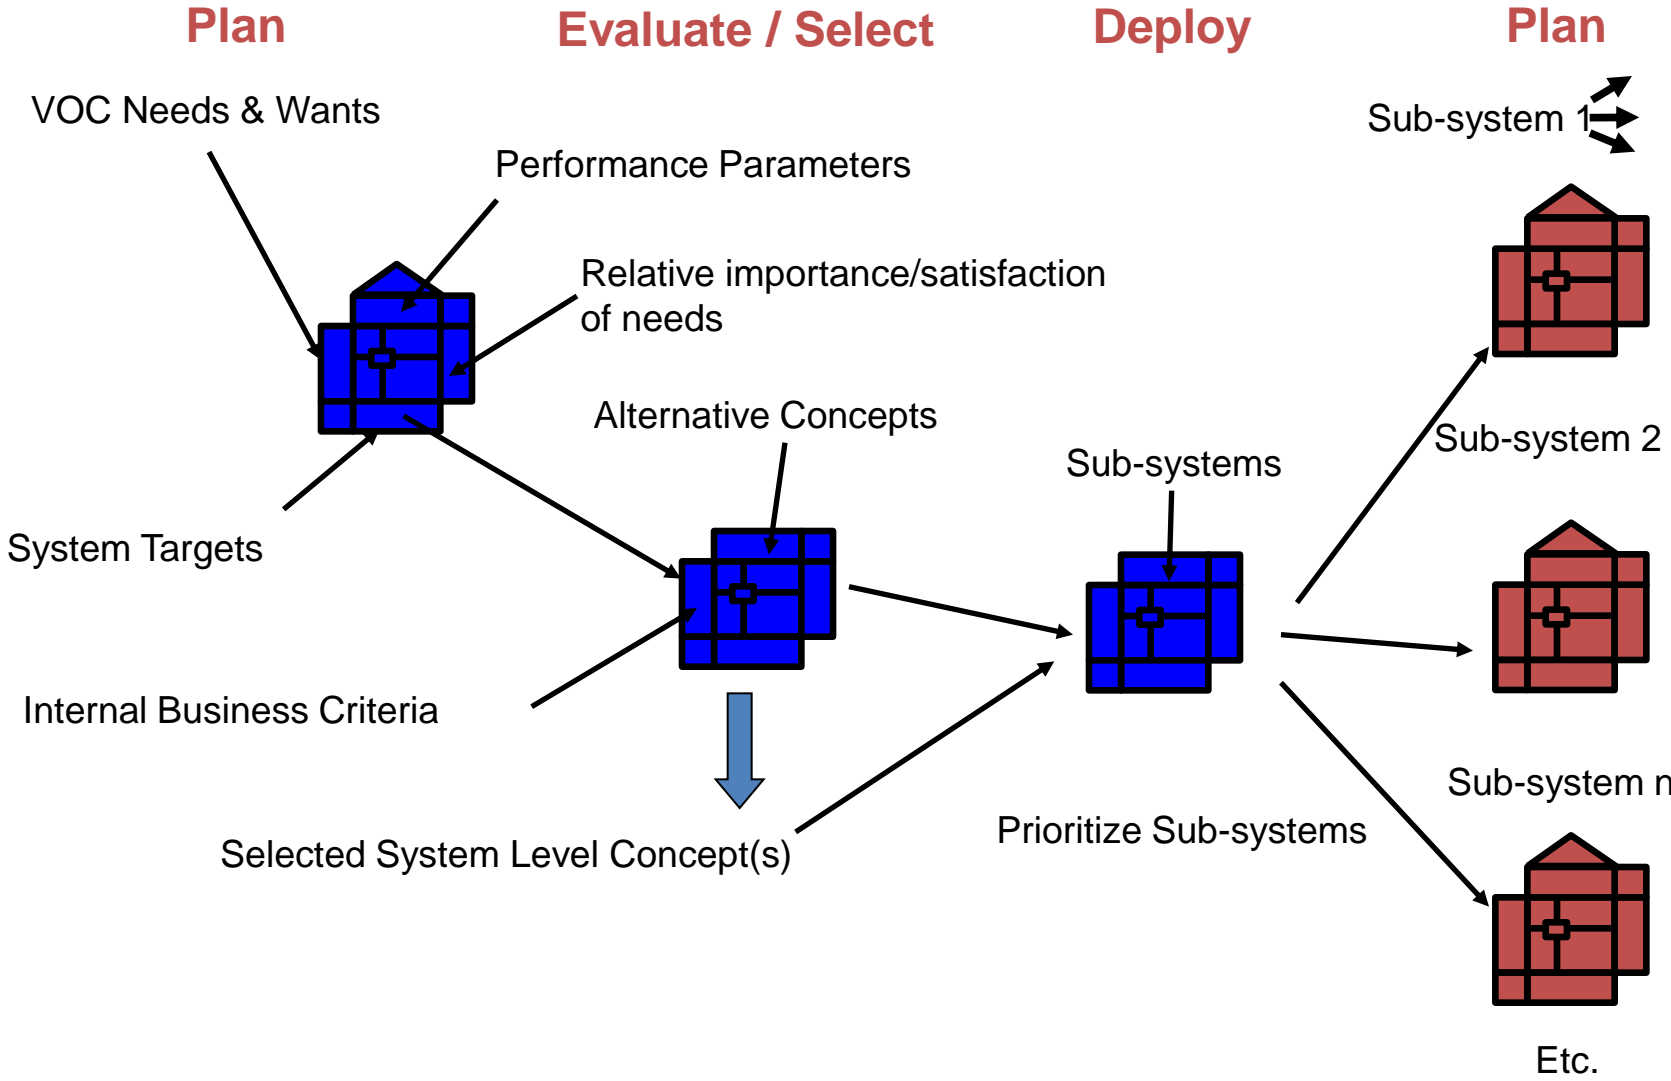 Plan
Evaluate / Select
Deploy
Plan
VOC Needs & Wants
Sub-system 1
Performance Parameters
Relative importance/satisfaction
of needs
Alternative Concepts
Sub-systems
Sub-system 2
System Targets
Internal Business Criteria
Sub-system n
Prioritize Sub-systems
Selected System Level Concept(s)
Etc.